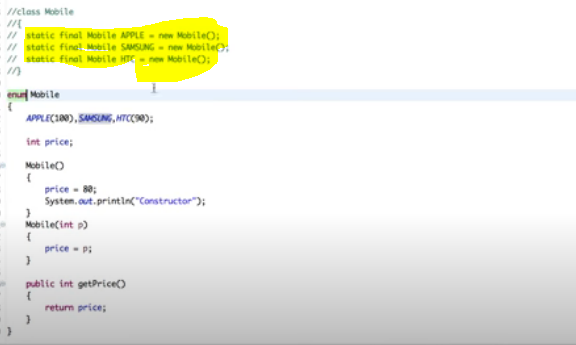 //class Mobile
//{
// static final Mobile APPLE = new Mobile();
// static final Mobile SAMSUNG = new Mobile();
// static final Mobile HTC = new Mobile();
//}
enum Mobile
{
APPLE(100),SAMSUNG,HTC(90);
int price;
Mobile()
{
price = 80;
System.out.println("Constructor");
}
Mobile(int p)
{
price = p;
}
public int getPrice()
{
return price;
}
}